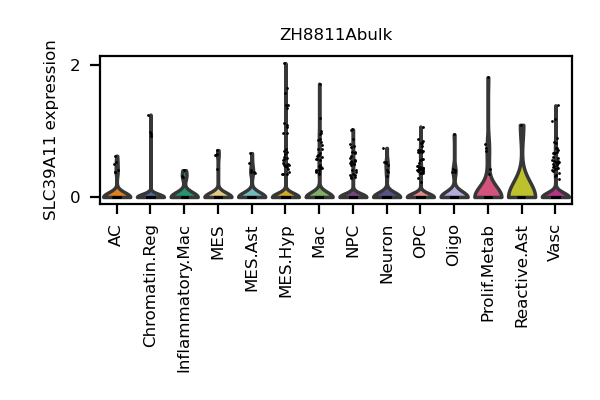 ZH8811Abulk
SLC39A11 expression
2
0
AC
Chromatin.Reg
Inflammatory.Mac
MES
MES.Ast
MES.Hyp
Mac
NPC
Neuron
OPC
Oligo
Prolif.Metab
Reactive.Ast
Vasc